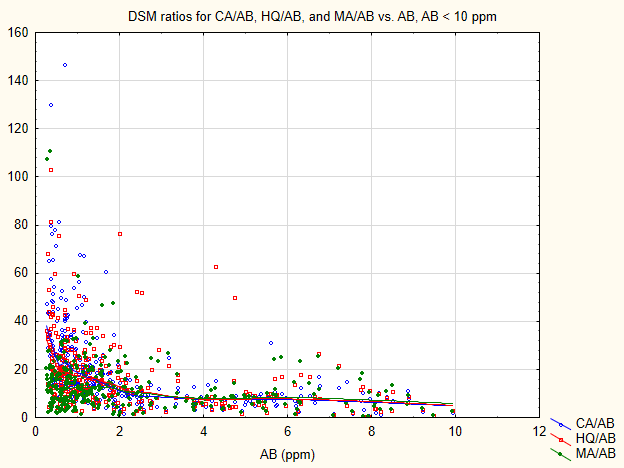 DSM ratios for CA/AB, HQ/AB, and MA/AB vs. AB, AB < 10 ppm
160
140
120
100
80
60
40
20
0
0 2 4 6 8 10 12
AB (ppm)
CA/AB
HQ/AB
MA/AB